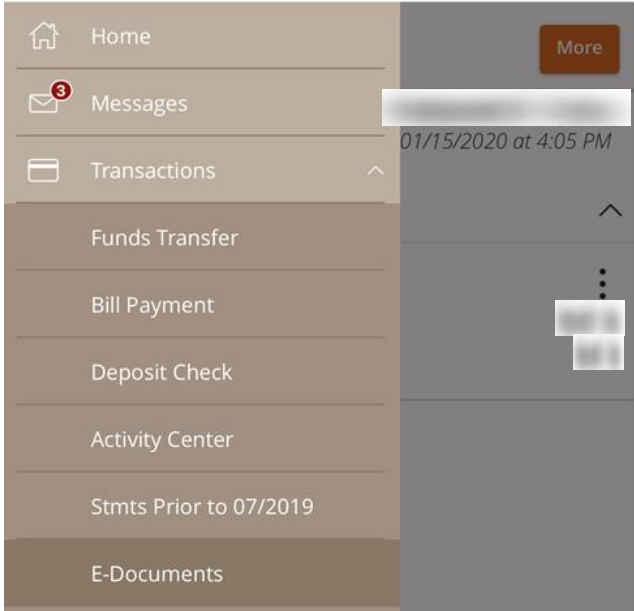 Home
More
3
Messages
01/15/2020 at 4:05 PM
Transactions
Funds Transfer
Bill Payment
Deposit Check
Activity Center
Stmts Prior to 07/2019
E-Documents